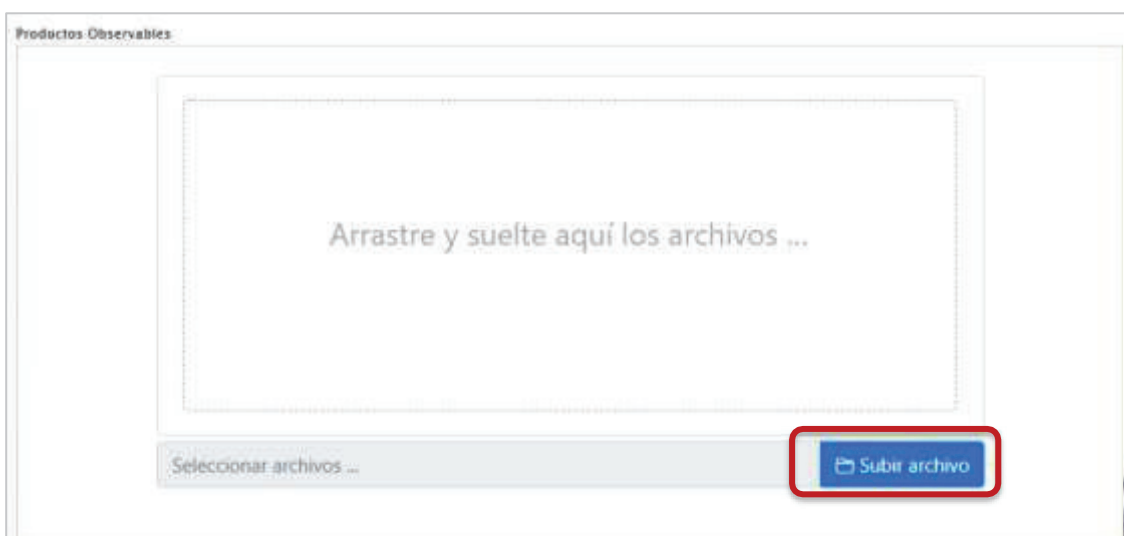 Productos Observables
Arrastre y suelte aquí los archivos ...
Seleccionar archivos ...
Subir archivo